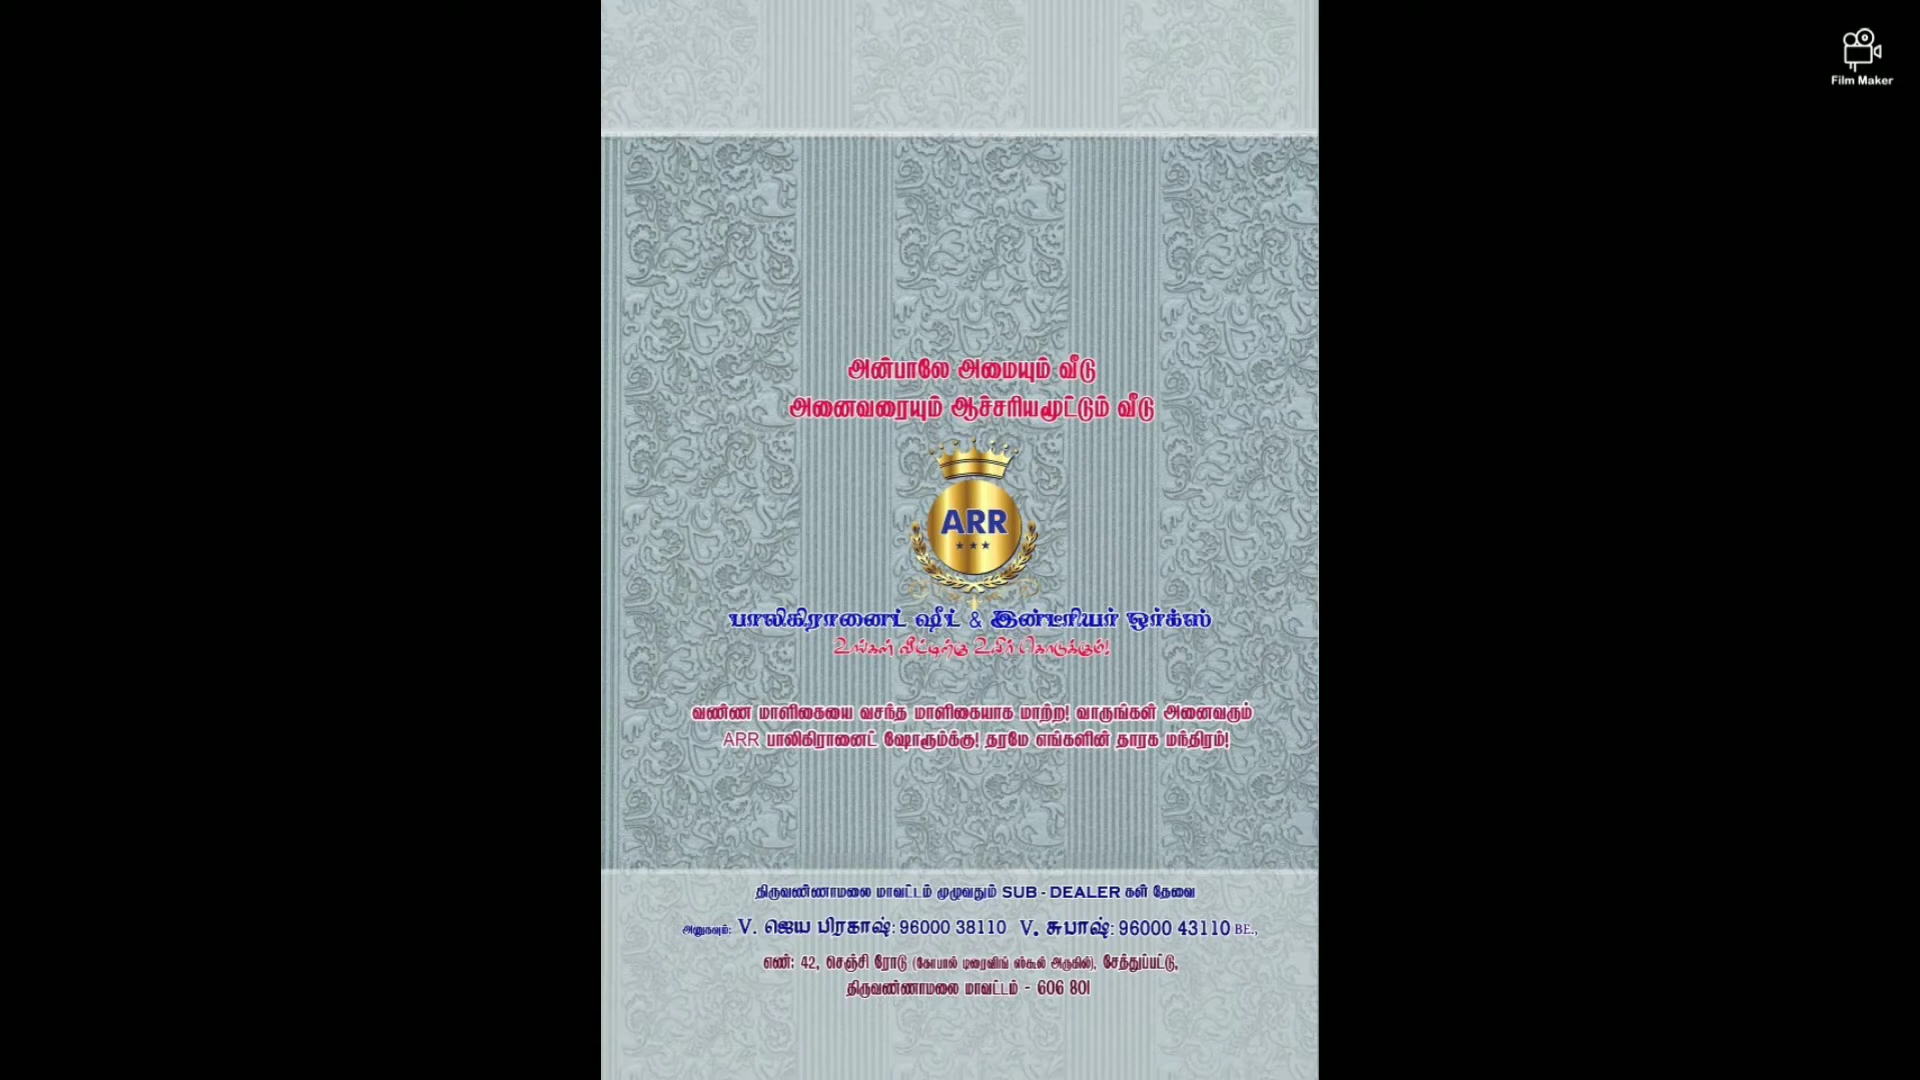 Film Maker
அன்பாலே அமையும் வீடு
அனைவரையும் ஆச்சரியமூட்டும் வீடு
ARR
பாலிகிரானைட் ஷீட் & இன்டீரியர் ஒர்க்ஸ்
உங்கள் வீட்டிற்கு உயிர் கொடுக்கும்!
வண்ண மாளிகையை வசந்த மாளிகையாக மாற்ற! வாருங்கள் அனைவரும்
ARR பாலிகிரானைட் ஷோரூம்க்கு! தரமே எங்களின் தாரக மந்திரம்!
திருவண்ணாமலை மாவட்டம் முழுவதும் SUB - DEALER கள் தேவை
அணுகவும்: V. ஜெய பிரகாஷ்: 96000 38110 V. சுபாஷ்: 96000 43110 BE.,
எண்: 42, செஞ்சி ரோடு (கோபால் டிரைவிங் ஸ்கூல் அருகில்), சேத்துப்பட்டு,
திருவண்ணாமலை மாவட்டம் - 606 801